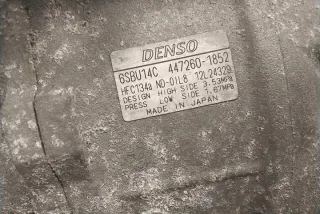 DENSO
6SBU14C 447260-1852
HFC134a ND-OIL8 12L24329
DESIGN HIGH SIDE 3.53MPa
PRESS LOW SIDE 1.67MPa
MADE IN JAPAN